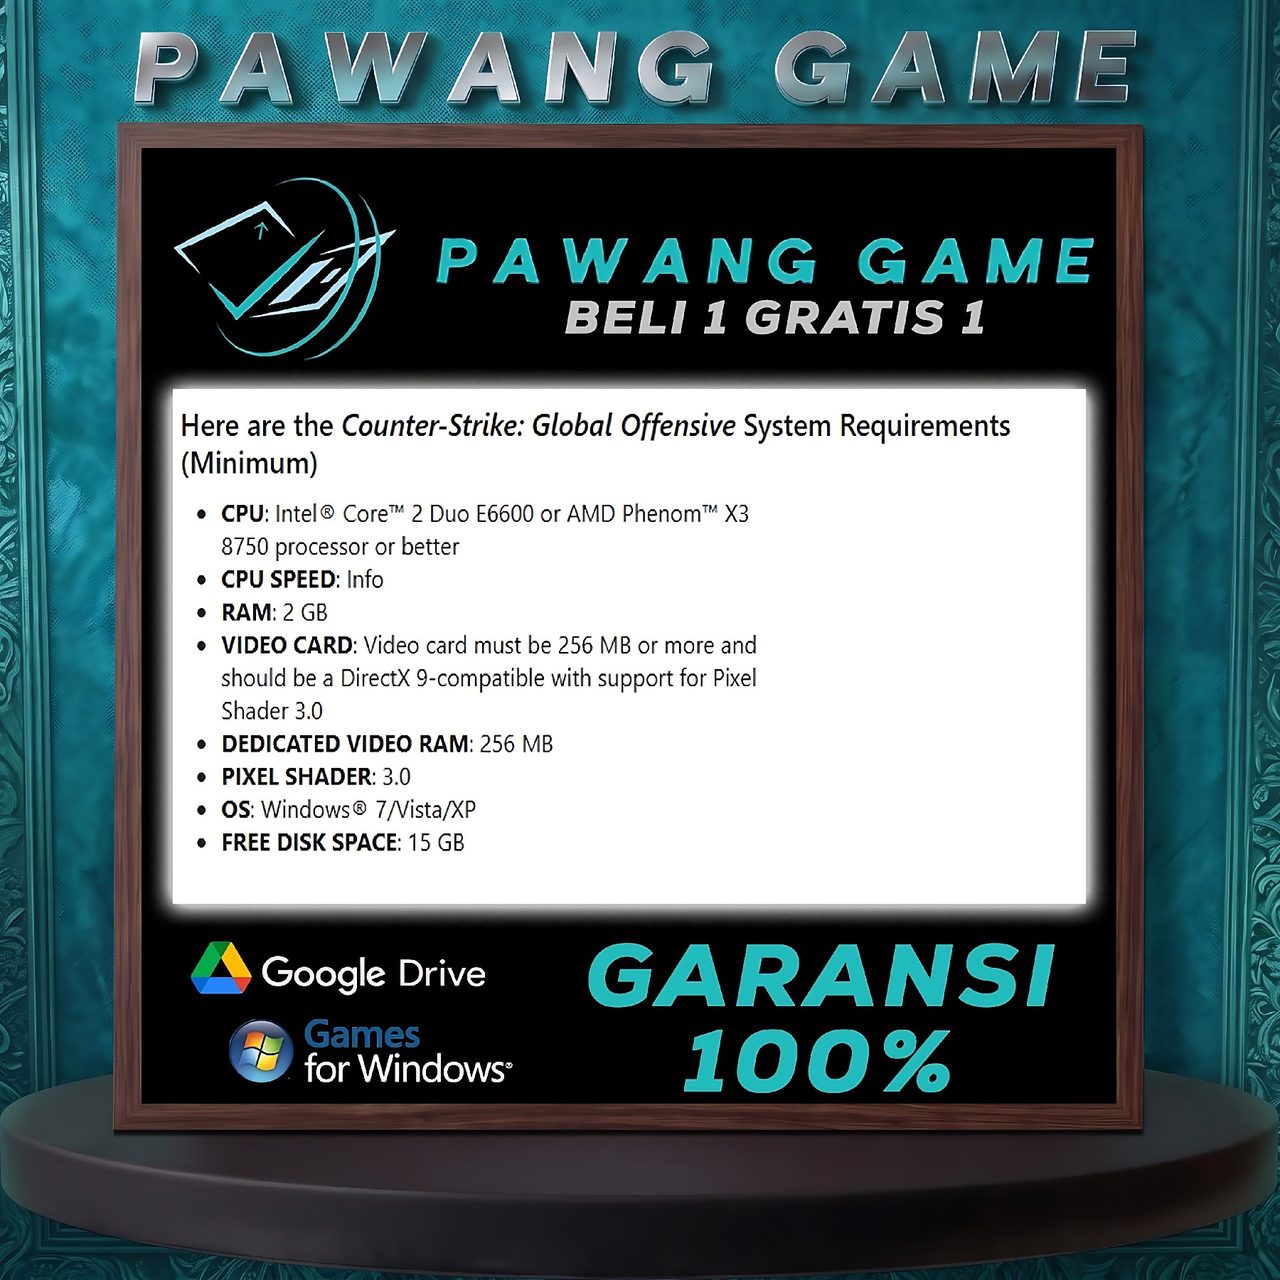 PAWANG GAME
PAWANG GAME
BELI 1 GRATIS 1
Here are the Counter-Strike: Global Offensive System Requirements
(Minimum)
• CPU: Intel® Core™ 2 Duo E6600 or AMD Phenom™ X3
8750 processor or better
• CPU SPEED: Info
• RAM: 2 GB
• VIDEO CARD: Video card must be 256 MB or more and
should be a DirectX 9-compatible with support for Pixel
Shader 3.0
• DEDICATED VIDEO RAM: 256 MB
• PIXEL SHADER: 3.0
• OS: Windows® 7/Vista/XP
• FREE DISK SPACE: 15 GB
Google Drive
Games
for Windows®
GARANSI
100%